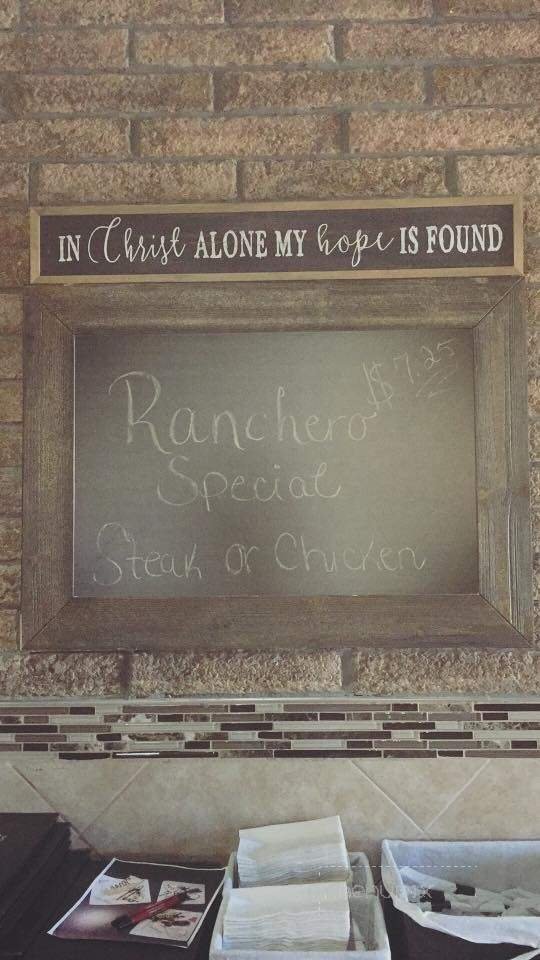 IN Christ ALONE MY hope IS FOUND
$7.25
Ranchero
Special
Steak or Chicken